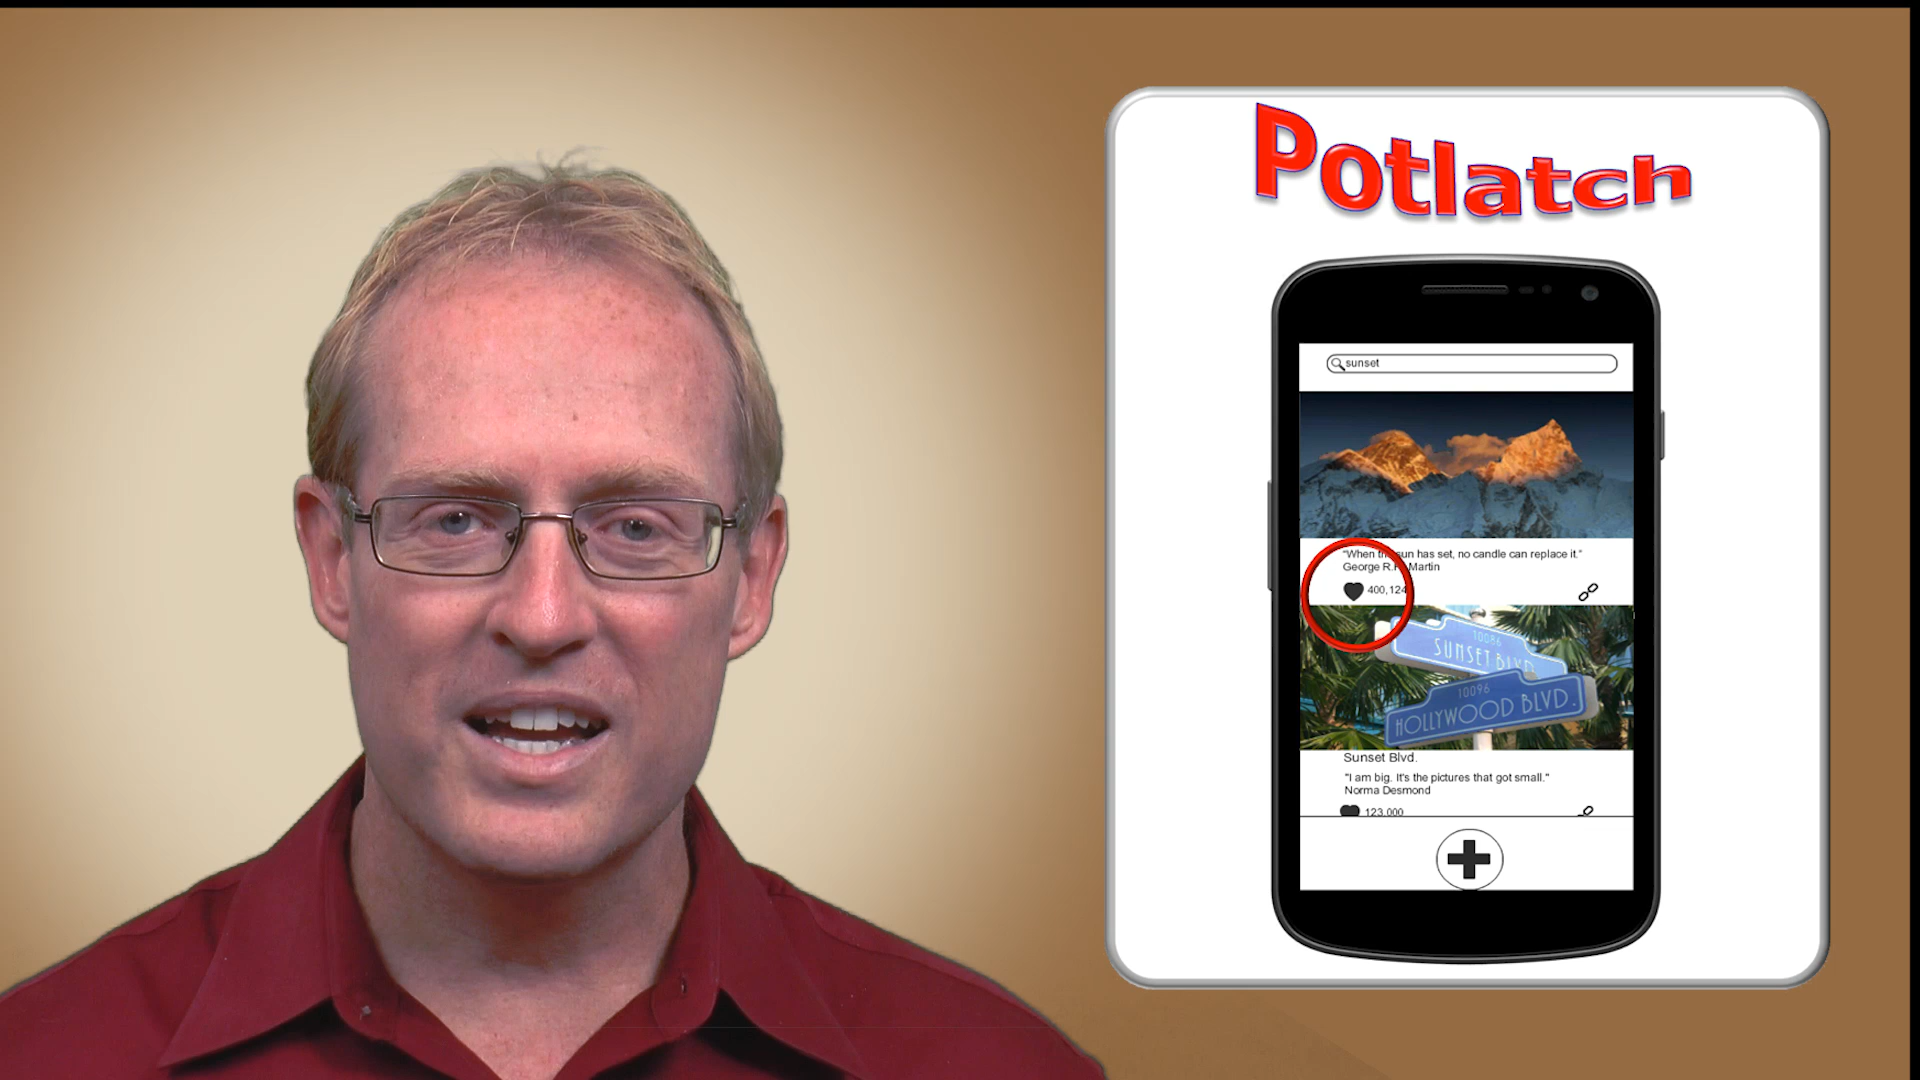 Potlatch
sunset
"When the sun has set, no candle can replace it."
George R.R. Martin
400,124
10086
SUNSET BLVD.
10096
HOLLYWOOD BLVD.
Sunset Blvd.
"I am big. It's the pictures that got small."
Norma Desmond
123,000